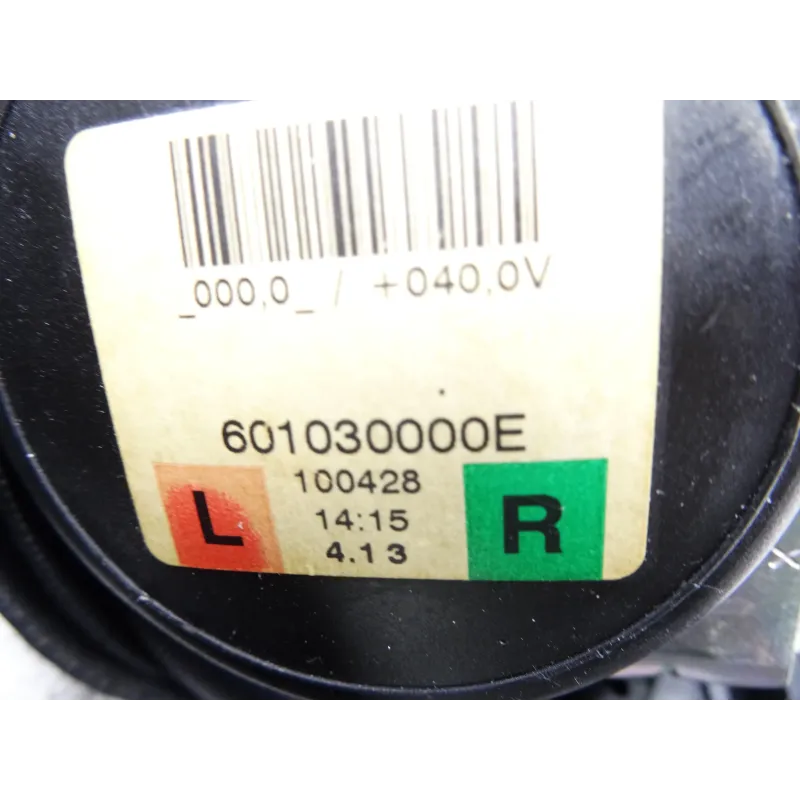 _000,0_ / +040,0V
601030000E
100428
L 14:15 R
4.13